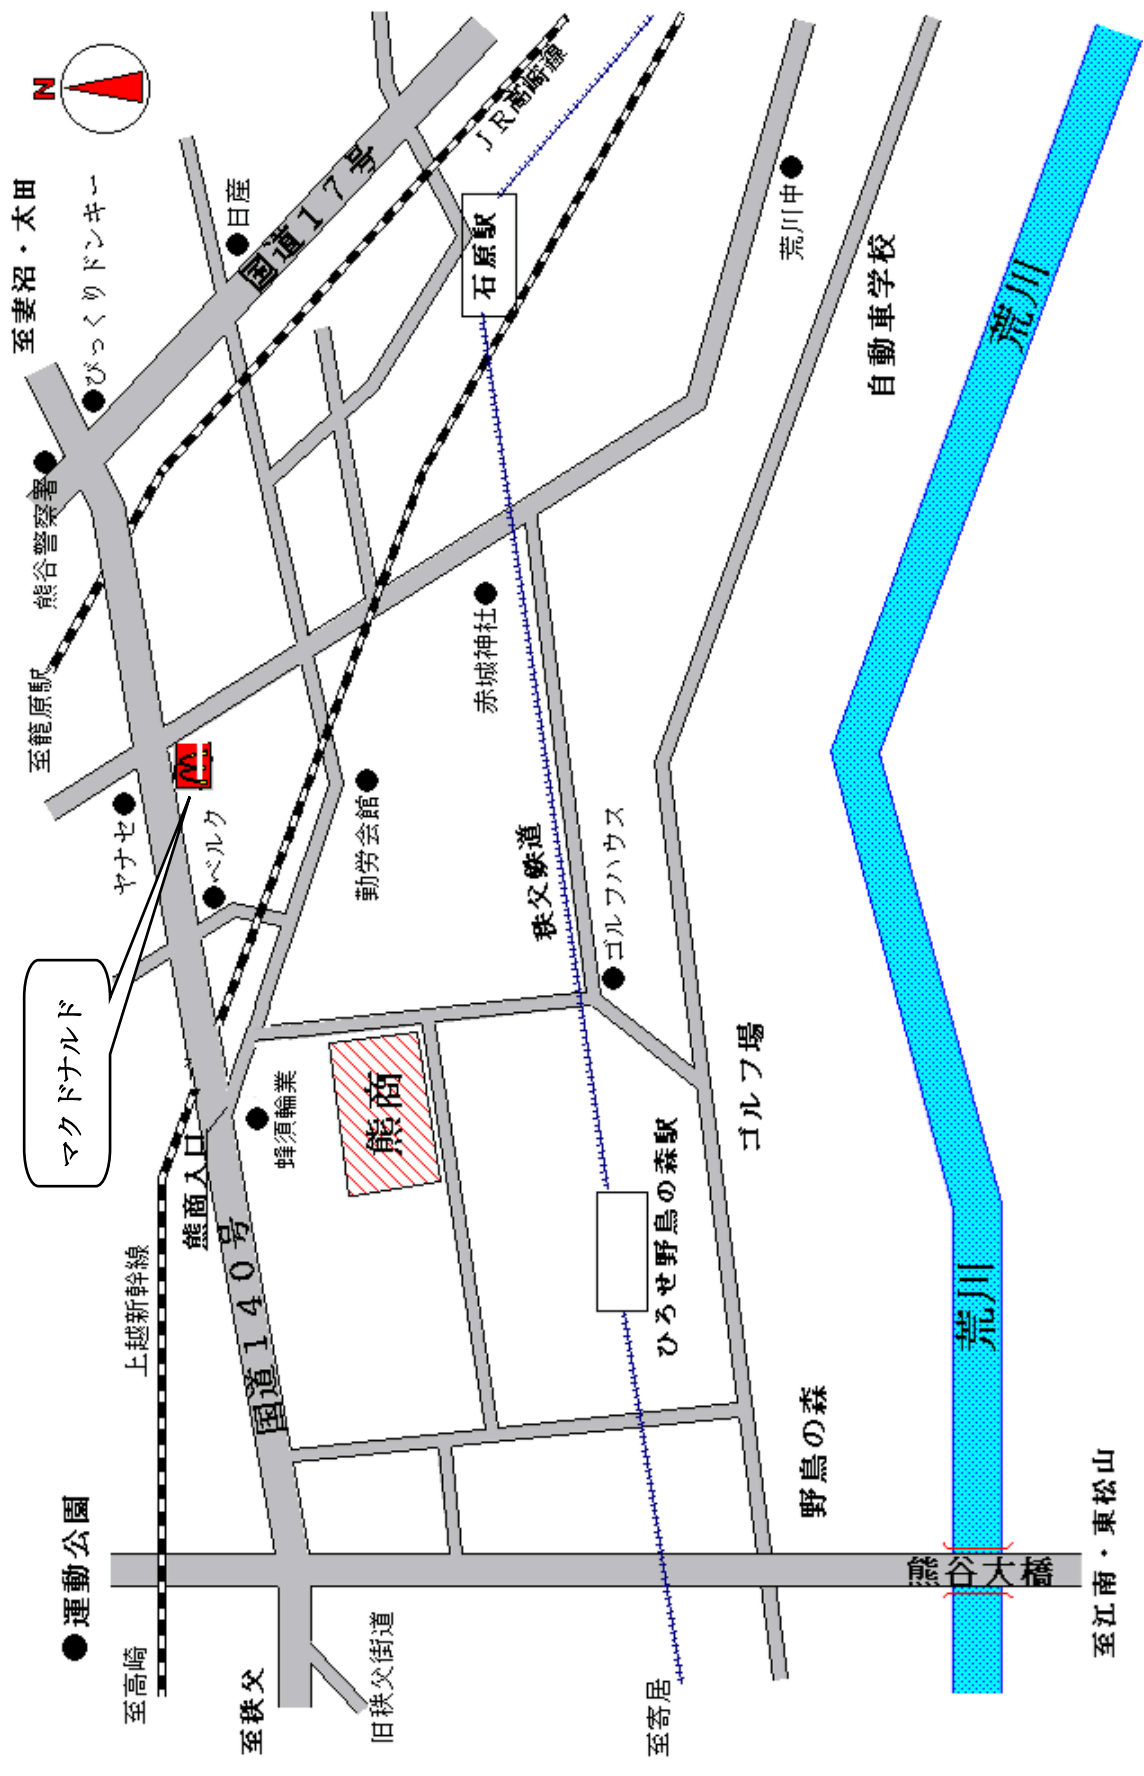 至妻沼・太田
N
びっくりドンキー
日産
国道17号
JR高崎線
石原駅
荒川中
自動車学校
荒川
熊谷警察署
至籠原駅
ヤナセ
ベルク
マクドナルド
勤労会館
赤城神社
秩父鉄道
ゴルフハウス
ゴルフ場
熊商
蜂須輪業
熊商入口
上越新幹線
国道140号
ひろせ野鳥の森駅
野鳥の森
荒川
熊谷大橋
運動公園
至高崎
至秩父
旧秩父街道
至寄居
至江南・東松山